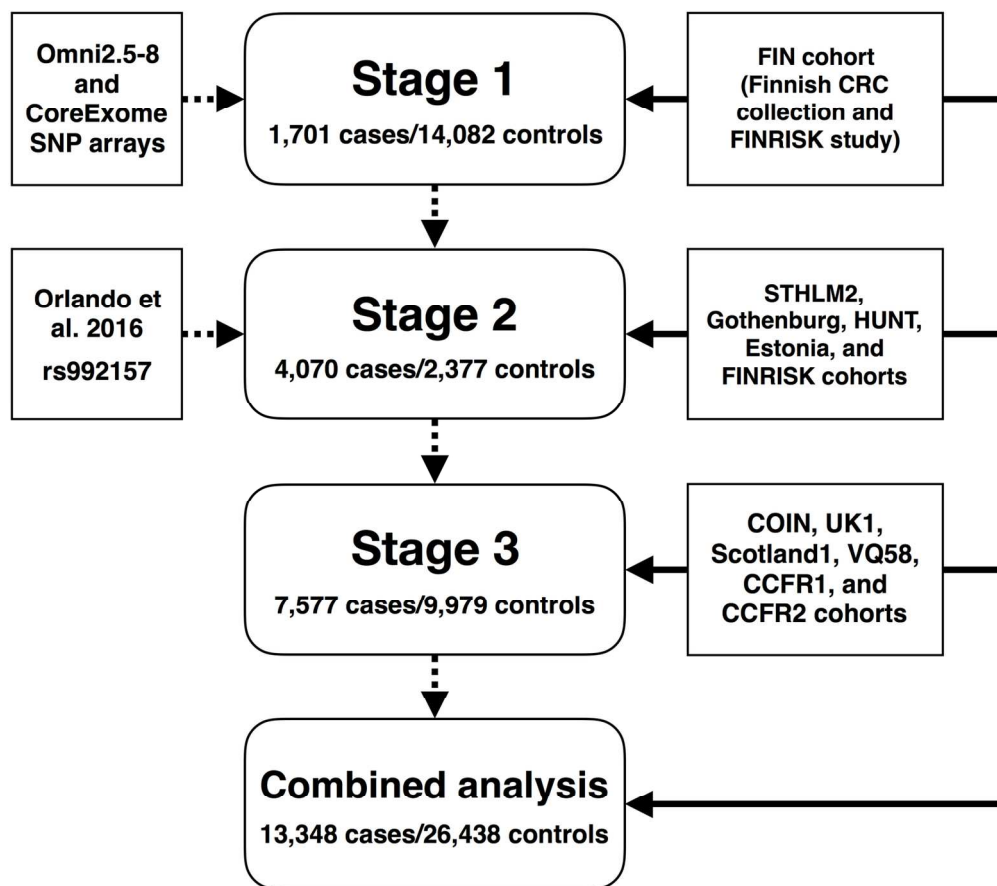 Omni2.5-8
and
CoreExome
SNP arrays
Stage 1
1,701 cases/14,082 controls
FIN cohort
(Finnish CRC
collection and
FINRISK study)
Orlando et
al. 2016
rs992157
Stage 2
4,070 cases/2,377 controls
STHLM2,
Gothenburg, HUNT,
Estonia, and
FINRISK cohorts
Stage 3
7,577 cases/9,979 controls
COIN, UK1,
Scotland1, VQ58,
CCFR1, and
CCFR2 cohorts
Combined analysis
13,348 cases/26,438 controls